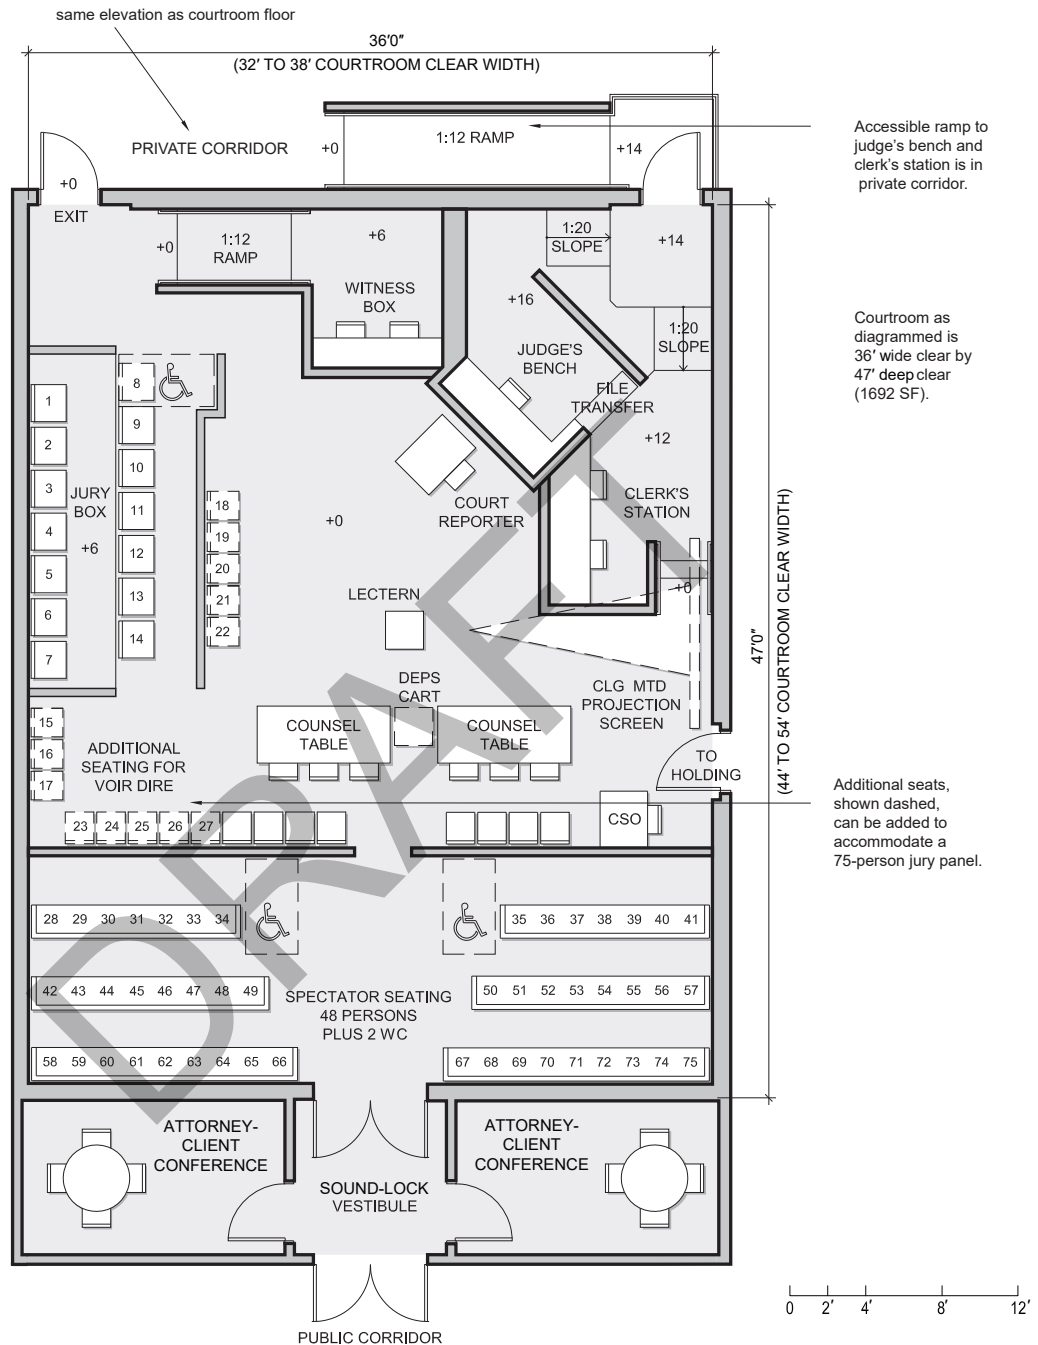 same elevation as courtroom floor
36'0"
(32' TO 38' COURTROOM CLEAR WIDTH)
PRIVATE CORRIDOR
+0
1:12 RAMP
+14
Accessible ramp to
judge's bench and
clerk's station is in
private corridor.
+0
EXIT
+0
1:12
RAMP
+6
WITNESS
BOX
1:20
SLOPE
+14
+16
1:20
SLOPE
JUDGE'S
BENCH
FILE
TRANSFER
+12
Courtroom as
diagrammed is
36' wide clear by
47' deep clear
(1692 SF).
1
2
3
4
5
6
7
JURY
BOX
+6
8
9
10
11
12
13
14
18
19
20
21
22
+0
COURT
REPORTER
CLERK'S
STATION
+0
LECTERN
DEPS
CART
CLG MTD
PROJECTION
SCREEN
47'0"
(44' TO 54' COURTROOM CLEAR WIDTH)
15
16
17
ADDITIONAL
SEATING FOR
VOIR DIRE
COUNSEL
TABLE
COUNSEL
TABLE
TO
HOLDING
CSO
23 24 25 26 27
Additional seats,
shown dashed,
can be added to
accommodate a
75-person jury panel.
28 29 30 31 32 33 34
35 36 37 38 39 40 41
42 43 44 45 46 47 48 49
50 51 52 53 54 55 56 57
SPECTATOR SEATING
48 PERSONS
PLUS 2 WC
58 59 60 61 62 63 64 65 66
67 68 69 70 71 72 73 74 75
ATTORNEY-
CLIENT
CONFERENCE
ATTORNEY-
CLIENT
CONFERENCE
SOUND-LOCK
VESTIBULE
PUBLIC CORRIDOR
0 2' 4' 8' 12'
DRAFT